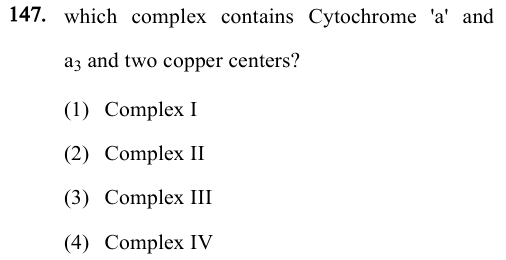 147. which complex contains Cytochrome 'a' and
a₃ and two copper centers?
(1) Complex I
(2) Complex II
(3) Complex III
(4) Complex IV